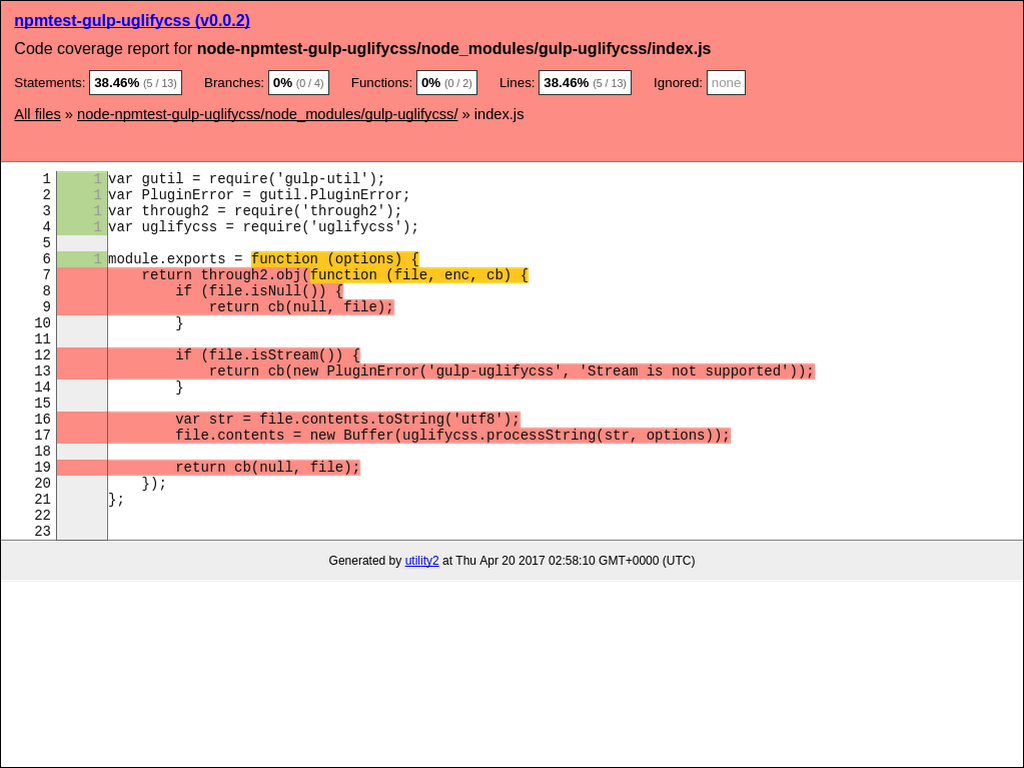 npmtest-gulp-uglifycss (v0.0.2)
Code coverage report for node-npmtest-gulp-uglifycss/node_modules/gulp-uglifycss/index.js
Statements: 38.46% (5 / 13) Branches: 0% (0 / 4) Functions: 0% (0 / 2) Lines: 38.46% (5 / 13) Ignored: none
All files » node-npmtest-gulp-uglifycss/node_modules/gulp-uglifycss/ » index.js
1 1 var gutil = require('gulp-util');
2 1 var PluginError = gutil.PluginError;
3 1 var through2 = require('through2');
4 1 var uglifycss = require('uglifycss');
5
6 1 module.exports = function (options) {
7     return through2.obj(function (file, enc, cb) {
8         if (file.isNull()) {
9             return cb(null, file);
10         }
11
12         if (file.isStream()) {
13             return cb(new PluginError('gulp-uglifycss', 'Stream is not supported'));
14         }
15
16         var str = file.contents.toString('utf8');
17         file.contents = new Buffer(uglifycss.processString(str, options));
18
19         return cb(null, file);
20     });
21 };
22
23
Generated by utility2 at Thu Apr 20 2017 02:58:10 GMT+0000 (UTC)